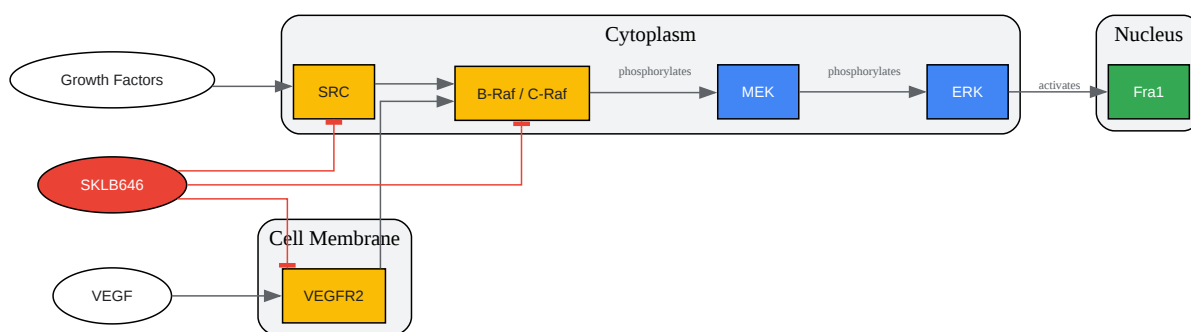 Cytoplasm
Nucleus
Growth Factors
SRC
B-Raf / C-Raf
phosphorylates
MEK
phosphorylates
ERK
activates
Fra1
SKLB646
Cell Membrane
VEGF
VEGFR2